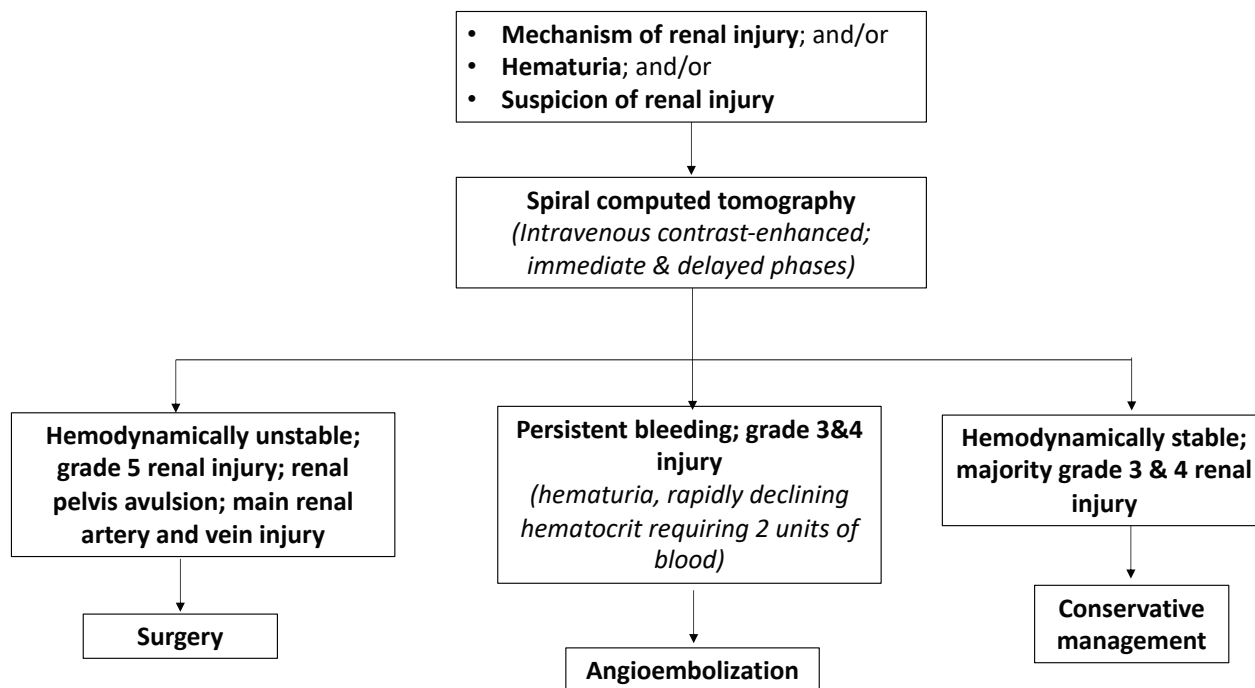 • Mechanism of renal injury; and/or
• Hematuria; and/or
• Suspicion of renal injury
Spiral computed tomography
(Intravenous contrast-enhanced;
immediate & delayed phases)
Hemodynamically unstable;
grade 5 renal injury; renal
pelvis avulsion; main renal
artery and vein injury
Surgery
Persistent bleeding; grade 3&4
injury
(hematuria, rapidly declining
hematocrit requiring 2 units of
blood)
Angioembolization
Hemodynamically stable;
majority grade 3 & 4 renal
injury
Conservative
management